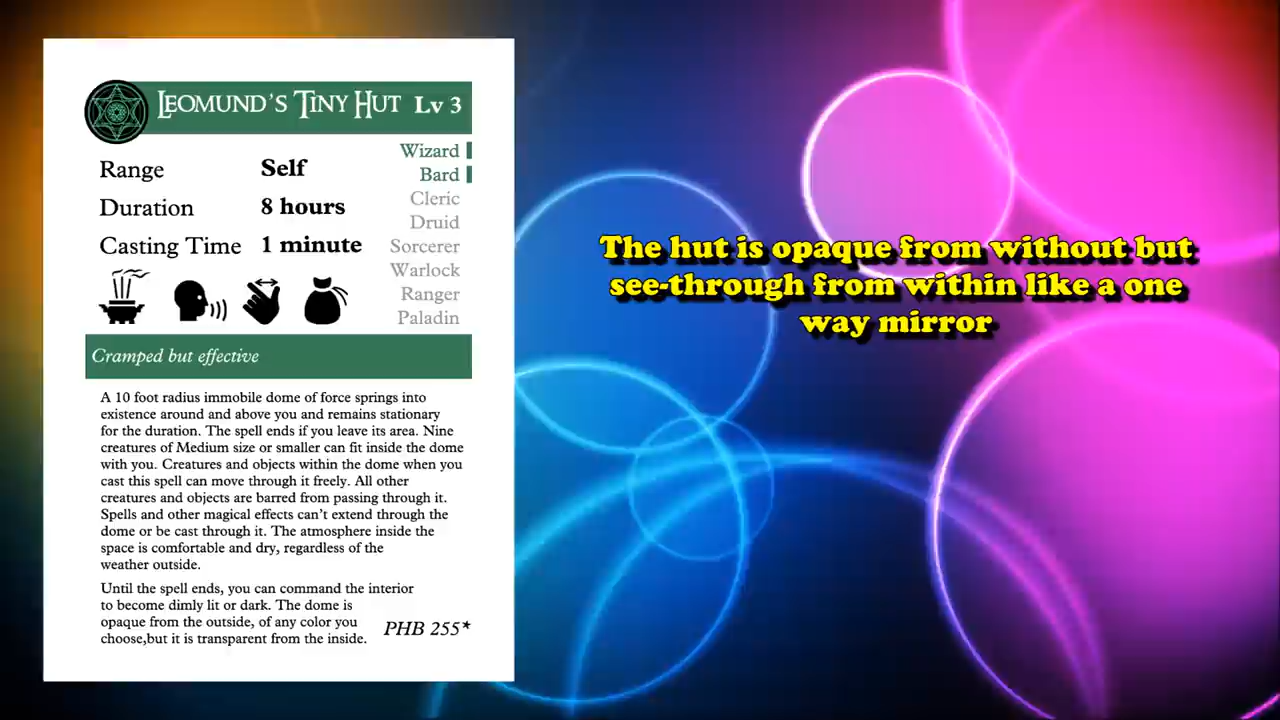 Leomund's Tiny Hut Lv 3
Wizard
Bard
Cleric
Druid
Sorcerer
Warlock
Ranger
Paladin
Range Self
Duration 8 hours
Casting Time 1 minute
Cramped but effective
A 10 foot radius immobile dome of force springs into
existence around and above you and remains stationary
for the duration. The spell ends if you leave its area. Nine
creatures of Medium size or smaller can fit inside the dome
with you. Creatures and objects within the dome when you
cast this spell can move through it freely. All other
creatures and objects are barred from passing through it.
Spells and other magical effects can't extend through the
dome or be cast through it. The atmosphere inside the
space is comfortable and dry, regardless of the
weather outside.
Until the spell ends, you can command the interior
to become dimly lit or dark. The dome is
opaque from the outside, of any color you
choose,but it is transparent from the inside.
PHB 255*
The hut is opaque from without but
see-through from within like a one
way mirror